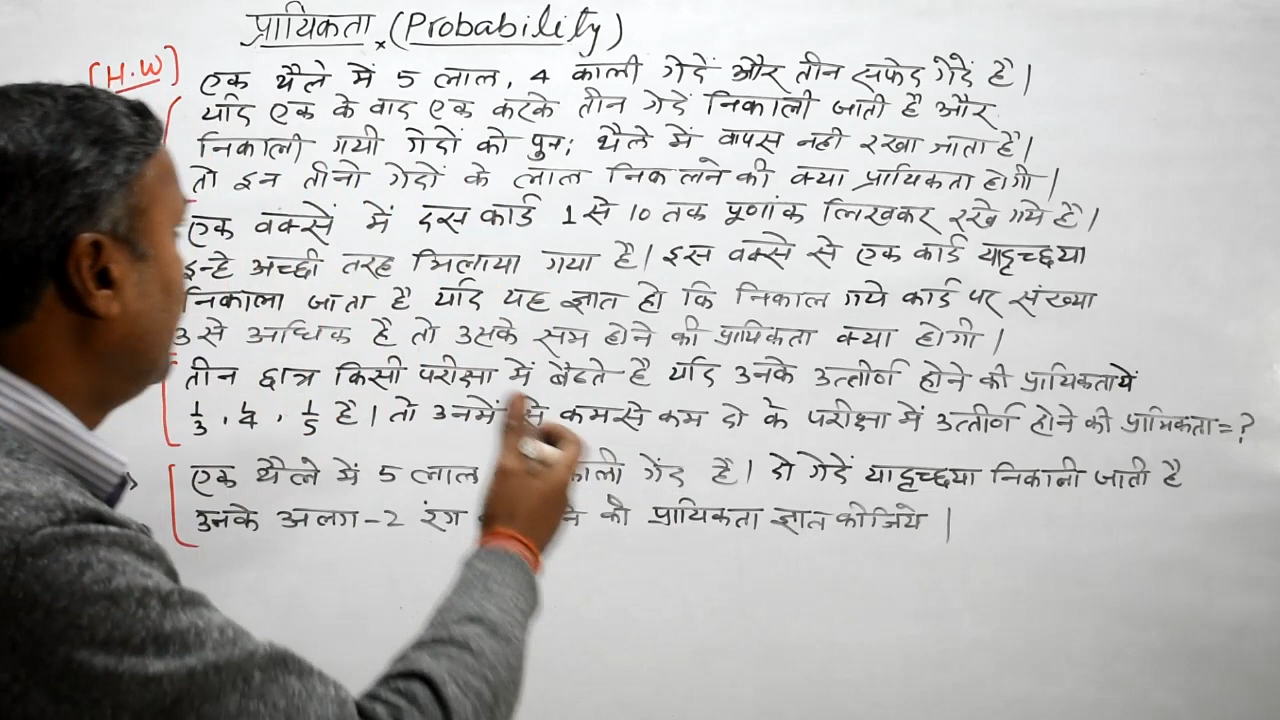 प्रायिकता (Probability)
(H.W)
एक थैले में 5 लाल, 4 काली गेदें और तीन सफेद गेंदें है।
यदि एक के बाद एक करके तीन गेदें निकाली जाती है और
निकाली गयी गेदों को पुन: थैले में वापस नही रखा जाता है।
तो इन तीनो गेदों के लाल निकलने की क्या प्रायिकता होगी।
एक वक्सें में दस कार्ड 1 से 10 तक पूर्णांक लिखकर रखे गये है।
इन्हे अच्छी तरह मिलाया गया है। इस वक्से से एक कार्ड यादृच्छया
निकाला जाता है यदि यह ज्ञात हो कि निकाल गये कार्ड पर संख्या
3 से अधिक है तो उसके सम होने की प्रायिकता क्या होगी।
तीन छात्र किसी परीक्षा में बैठते है यदि उनके उत्तीर्ण होने की प्रायिकतायें
1/3, 1/4, 1/5 है। तो उनमें से कमसे कम दो के परीक्षा में उत्तीर्ण होने की प्रायिकता = ?
एक थैले में 5 लाल काली गेंद है। दो गेदें यादृच्छया निकाली जाती है
उनके अलग-2 रंग की प्रायिकता ज्ञात कीजिये।